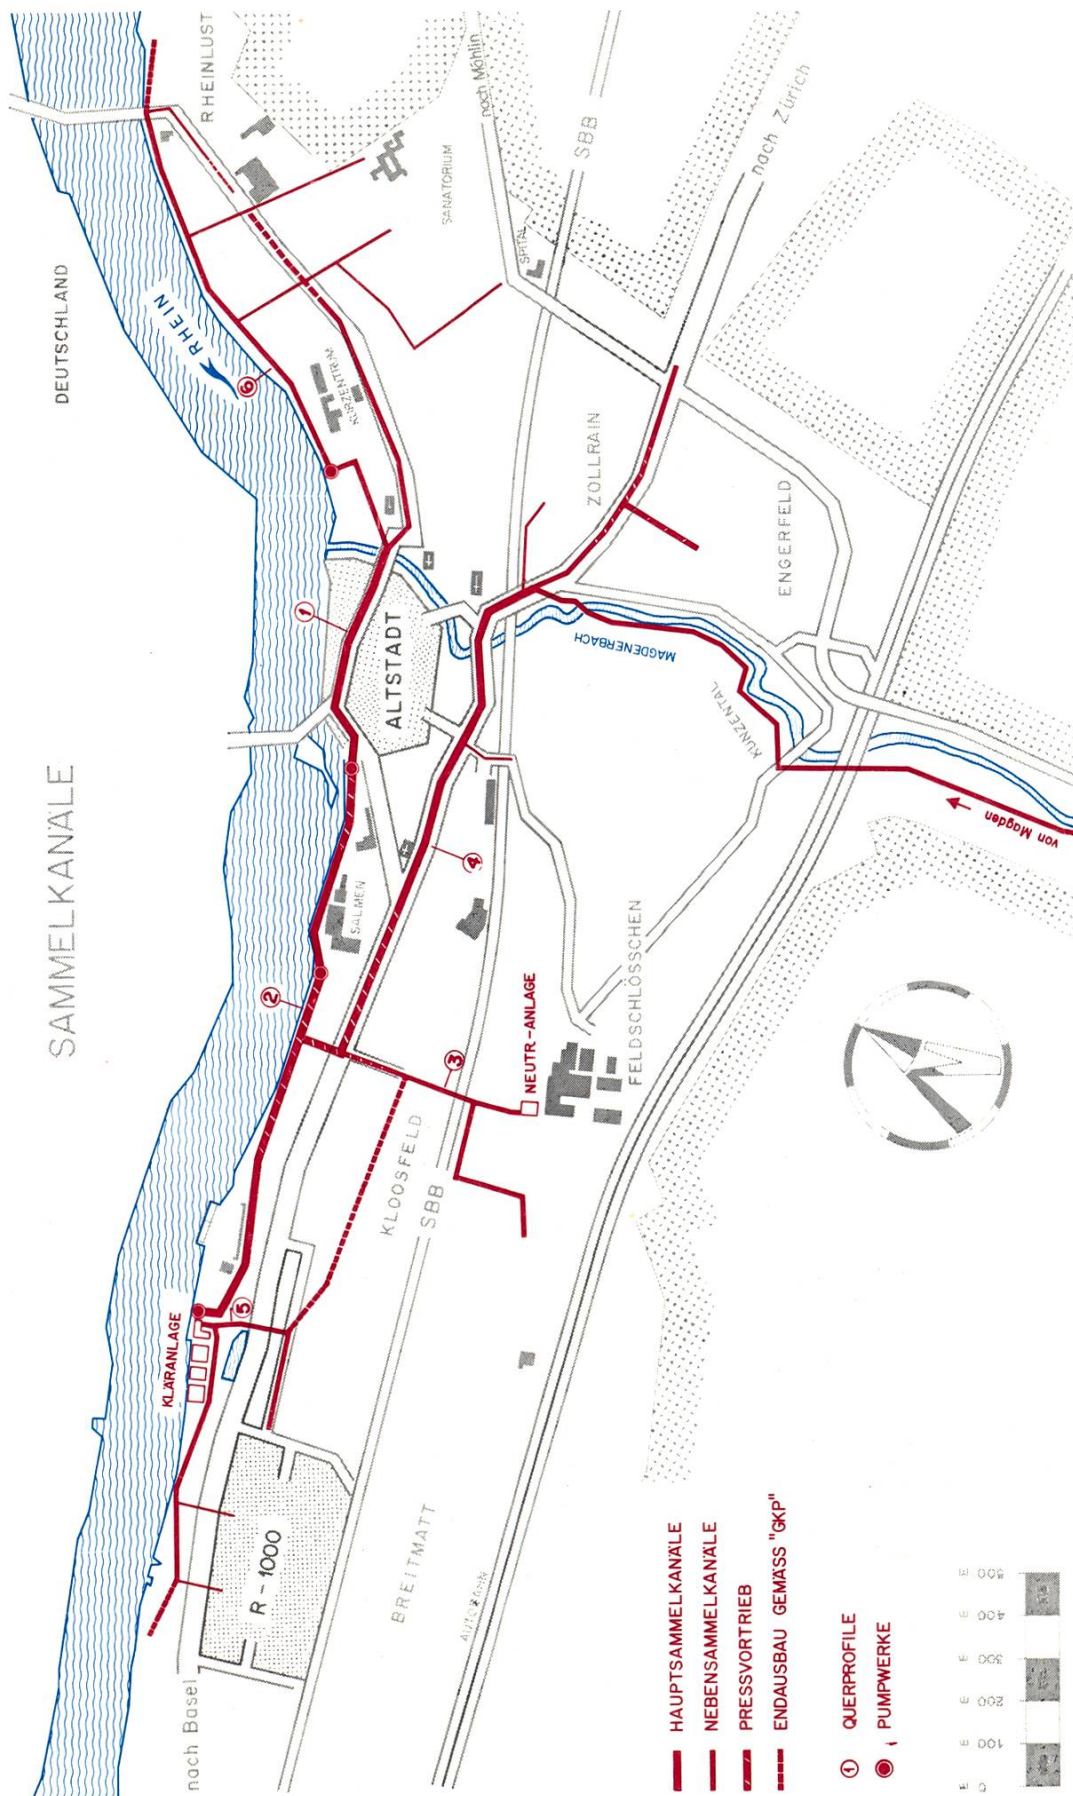 SAMMELKANÄLE
DEUTSCHLAND
RHEIN
RHEINLUST
SANATORIUM
nach Möhlin
SBB
nach Zürich
SPITAL
KURZENTRUM
6
ZOLLRAIN
ENGERFELD
1
ALTSTADT
MAGDENERBACH
KUNZENTAL
von Magden
4
SALMEN
2
3
NEUTR-ANLAGE
FELDSCHLÖSSCHEN
KLOOSFELD
SBB
KLÄRANLAGE
5
R-1000
BREITMATT
AUTOBAHN
nach Basel
N
HAUPTSAMMELKANÄLE
NEBENSAMMELKANÄLE
PRESSVORTRIEB
ENDAUSBAU GEMÄSS "GKP"
1 QUERPROFILE
PUMPWERKE
0 100 m 200 m 300 m 400 m 500 m